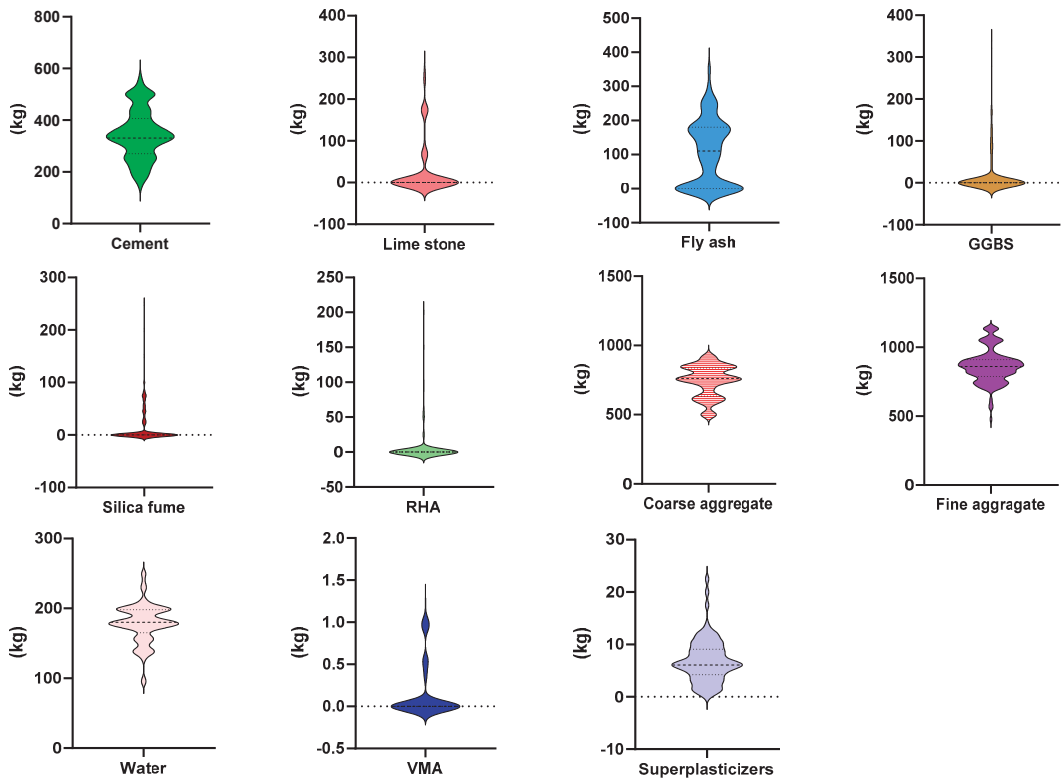 800
600
400
200
0
(kg)
Cement
400
300
200
100
0
-100
(kg)
Lime stone
500
400
300
200
100
0
-100
(kg)
Fly ash
400
300
200
100
0
-100
(kg)
GGBS
300
200
100
0
-100
(kg)
Silica fume
250
200
150
100
50
0
-50
(kg)
RHA
1500
1000
500
0
(kg)
Coarse aggregate
1500
1000
500
0
(kg)
Fine aggragate
300
200
100
0
(kg)
Water
2.0
1.5
1.0
0.5
0.0
-0.5
(kg)
VMA
30
20
10
0
-10
(kg)
Superplasticizers